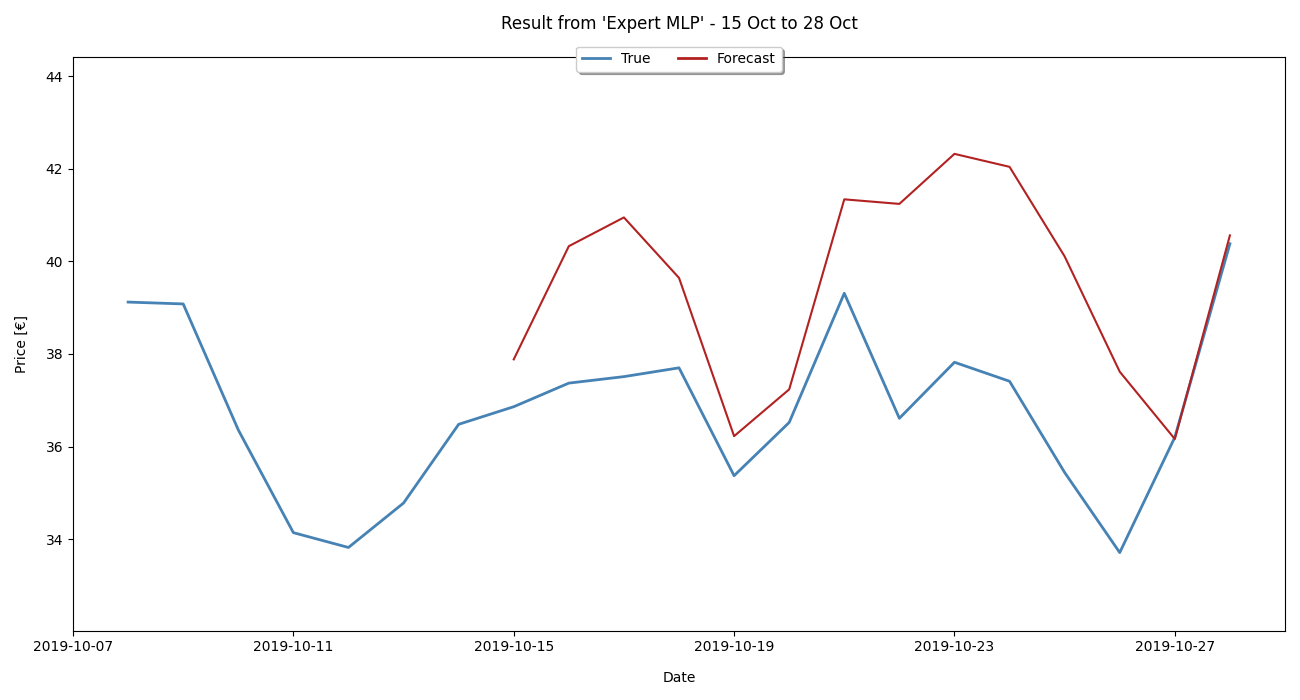 Result from 'Expert MLP' - 15 Oct to 28 Oct
True Forecast
44
42
40
38
36
34
Price [€]
2019-10-07 2019-10-11 2019-10-15 2019-10-19 2019-10-23 2019-10-27
Date